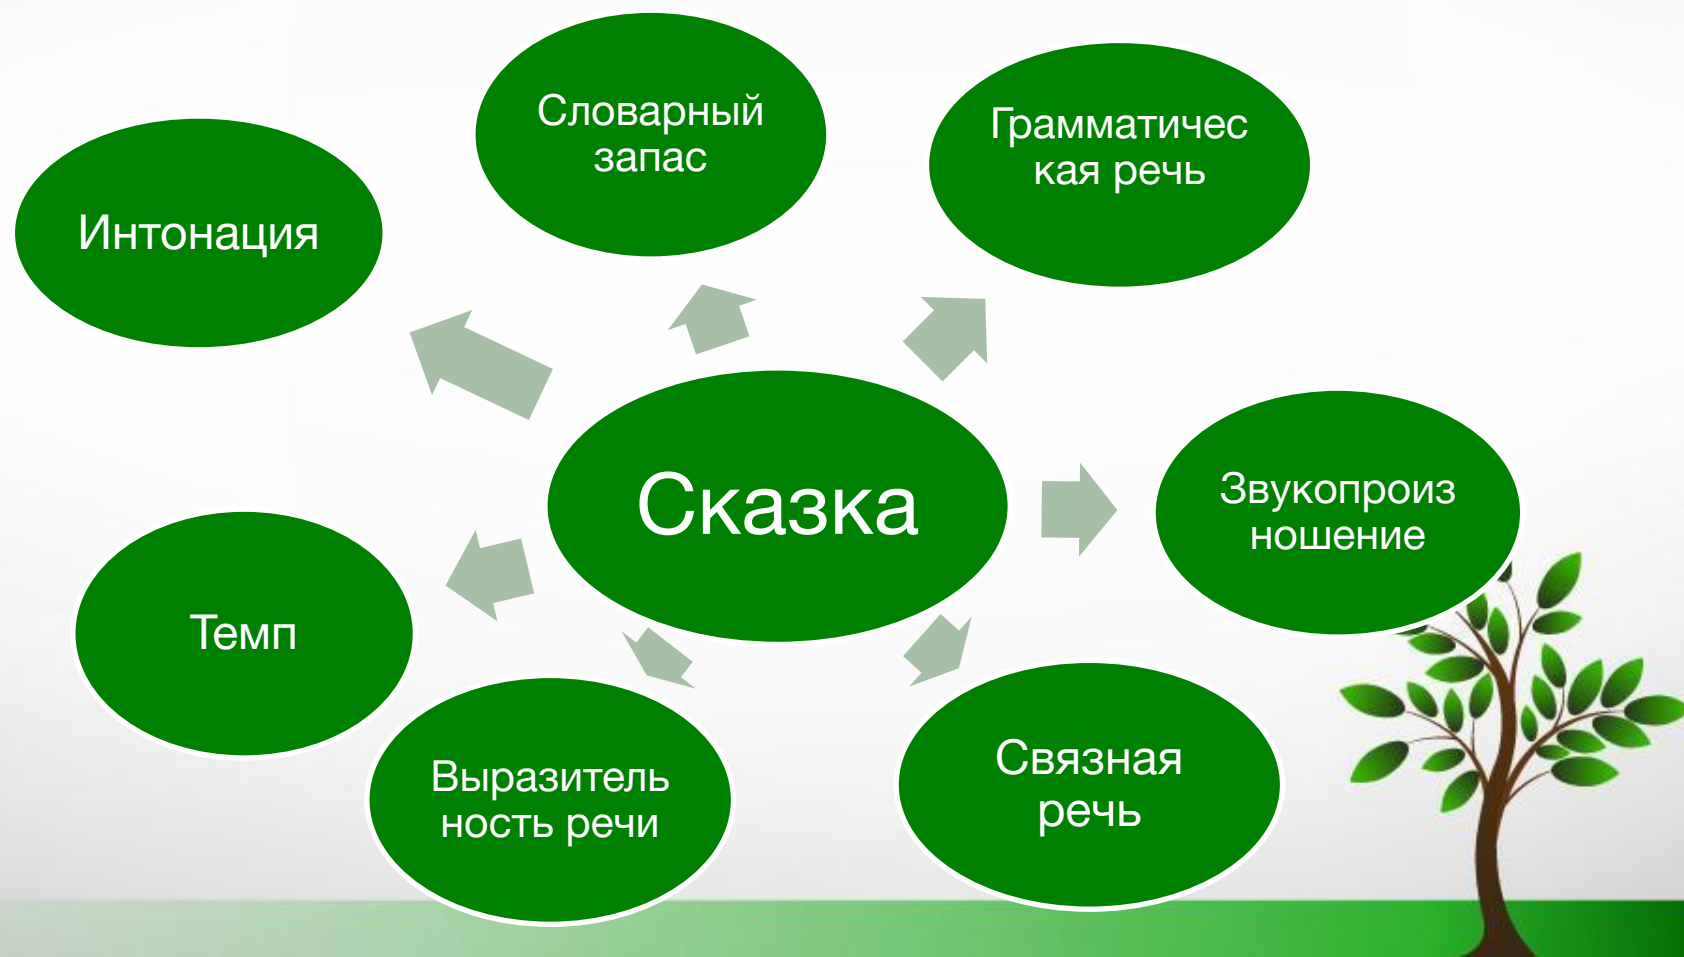 Словарный
запас
Грамматичес
кая речь
Интонация
Сказка
Звукопроиз
ношение
Темп
Выразитель
ность речи
Связная
речь